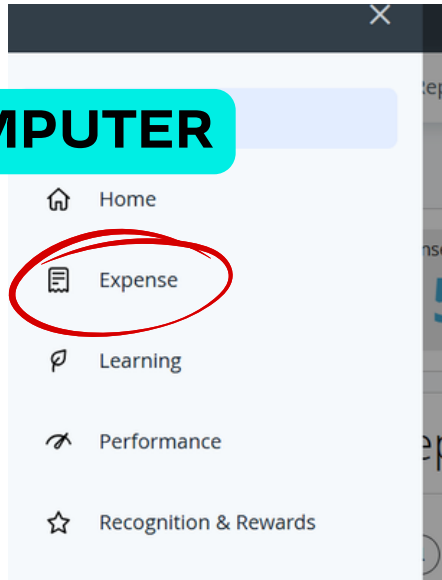 MPUTER
Home
Expense
Learning
Performance
Recognition & Rewards